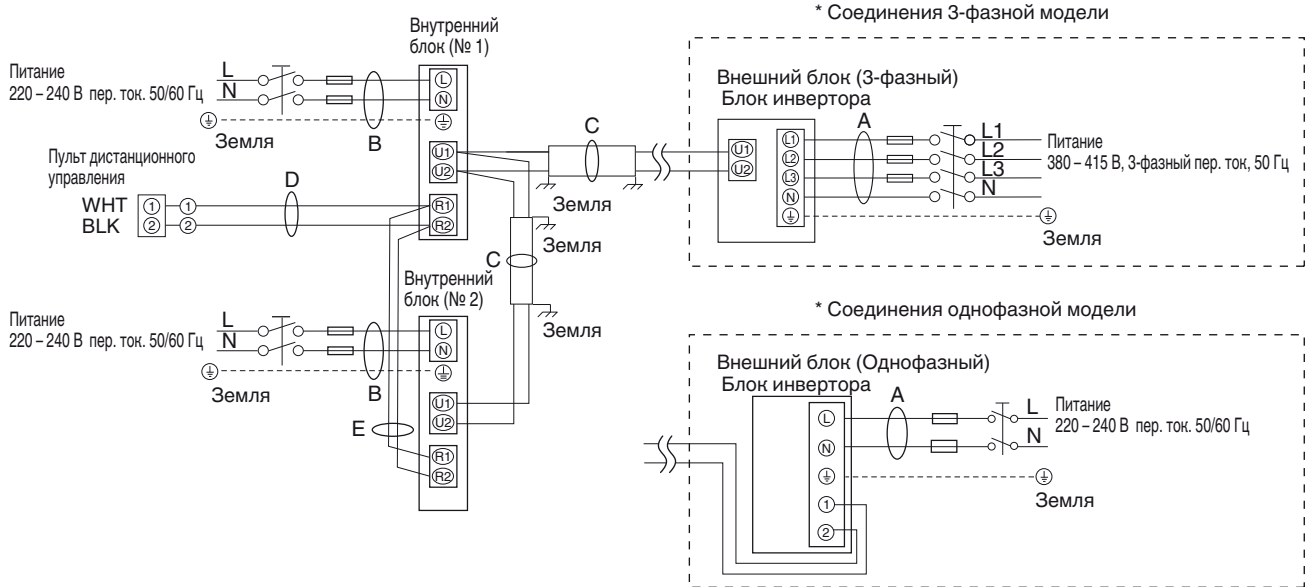 * Соединения 3-фазной модели
Внутренний
блок (№ 1)
Питание
220 – 240 В пер. ток. 50/60 Гц
L
N
Земля
B
L
N
U1
U2
R1
R2
C
Земля
Пульт дистанционного
управления
WHT
BLK
1
2
1
2
D
Внешний блок (3-фазный)
Блок инвертора
U1
U2
L1
L2
L3
N
A
L1
L2
L3
N
Питание
380 – 415 В, 3-фазный пер. ток, 50 Гц
Земля
Земля
C
Земля
Внутренний
блок (№ 2)
Питание
220 – 240 В пер. ток. 50/60 Гц
L
N
Земля
B
L
N
U1
U2
R1
R2
E
* Соединения однофазной модели
Внешний блок (Однофазный)
Блок инвертора
L
N
1
2
A
L
N
Питание
220 – 240 В пер. ток. 50/60 Гц
Земля